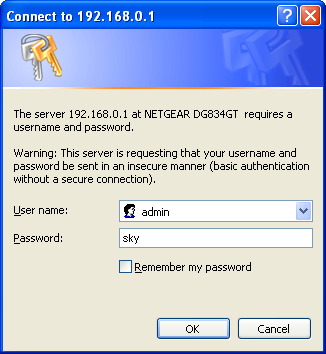 Connect to 192.168.0.1
The server 192.168.0.1 at NETGEAR DG834GT requires a
username and password.
Warning: This server is requesting that your username and
password be sent in an insecure manner (basic authentication
without a secure connection).
User name: admin
Password: sky
Remember my password
OK Cancel